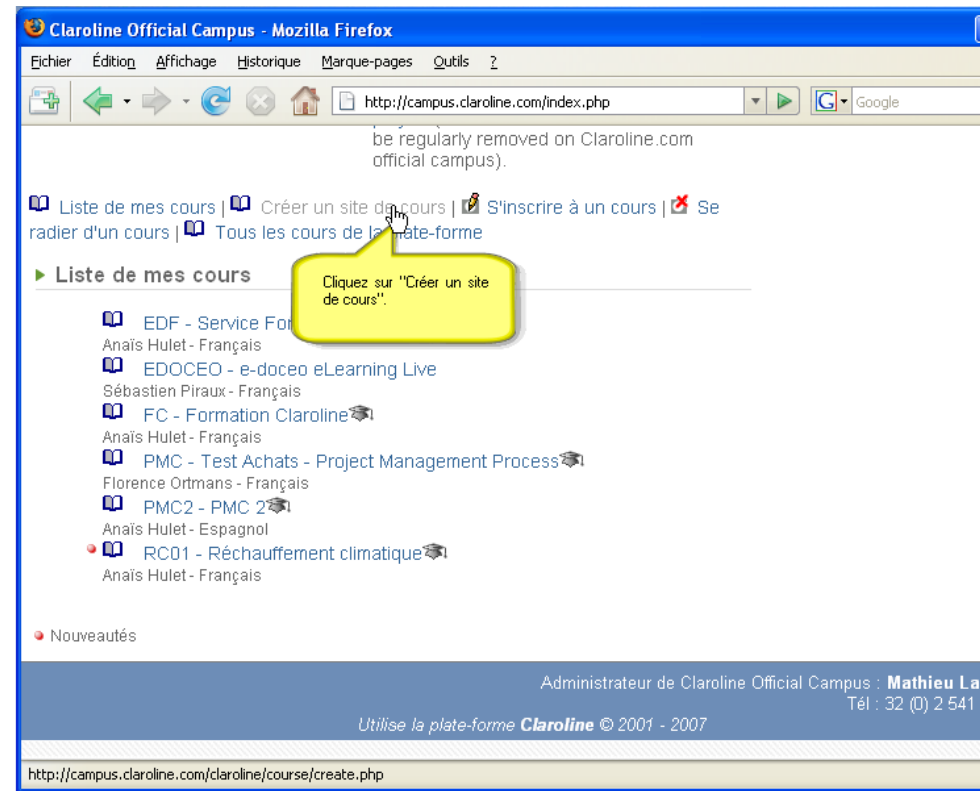 Claroline Official Campus - Mozilla Firefox
Fichier Édition Affichage Historique Marque-pages Outils ?
http://campus.claroline.com/index.php Google
be regularly removed on Claroline.com
official campus).
Liste de mes cours | Créer un site de cours | S'inscrire à un cours | Se
radier d'un cours | Tous les cours de la plate-forme
Liste de mes cours
Cliquez sur "Créer un site
de cours".
EDF - Service For
Anaïs Hulet - Français
EDOCEO - e-doceo eLearning Live
Sébastien Piraux - Français
FC - Formation Claroline
Anaïs Hulet - Français
PMC - Test Achats - Project Management Process
Florence Ortmans - Français
PMC2 - PMC 2
Anaïs Hulet - Espagnol
RC01 - Réchauffement climatique
Anaïs Hulet - Français
Nouveautés
Administrateur de Claroline Official Campus : Mathieu La
Tél : 32 (0) 2 541
Utilise la plate-forme Claroline © 2001 - 2007
http://campus.claroline.com/claroline/course/create.php